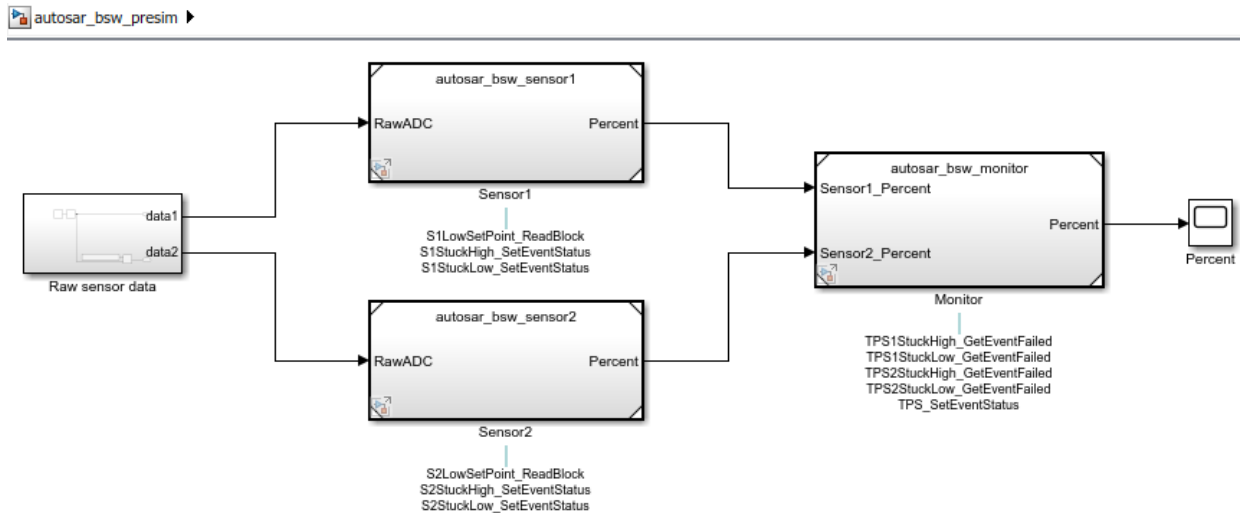 autosar_bsw_presim
autosar_bsw_sensor1
RawADC
Percent
Sensor1
S1LowSetPoint_ReadBlock
S1StuckHigh_SetEventStatus
S1StuckLow_SetEventStatus
data1
data2
Raw sensor data
autosar_bsw_sensor2
RawADC
Percent
Sensor2
S2LowSetPoint_ReadBlock
S2StuckHigh_SetEventStatus
S2StuckLow_SetEventStatus
autosar_bsw_monitor
Sensor1_Percent
Percent
Sensor2_Percent
Monitor
TPS1StuckHigh_GetEventFailed
TPS1StuckLow_GetEventFailed
TPS2StuckHigh_GetEventFailed
TPS2StuckLow_GetEventFailed
TPS_SetEventStatus
Percent